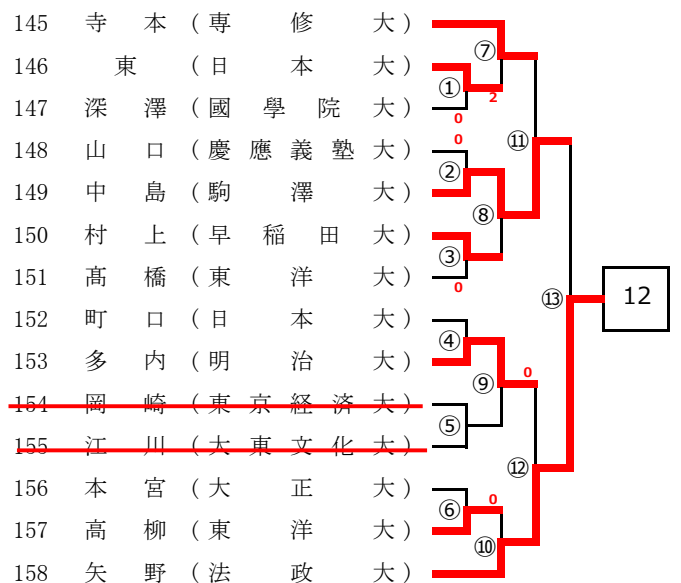 145 寺本(専修大)
⑦
146 東(日本大)
①
2
147 深澤(國學院大)
0
0
148 山口(慶應義塾大)
⑪
②
149 中島(駒澤大)
⑧
150 村上(早稲田大)
③
151 髙橋(東洋大)
0
⑬ 12
152 町口(日本大)
④
153 多内(明治大)
0
⑨
154 岡崎(東京経済大)
⑤
155 江川(大東文化大)
⑫
156 本宮(大正大)
0
⑥
157 高柳(東洋大)
⑩
158 矢野(法政大)